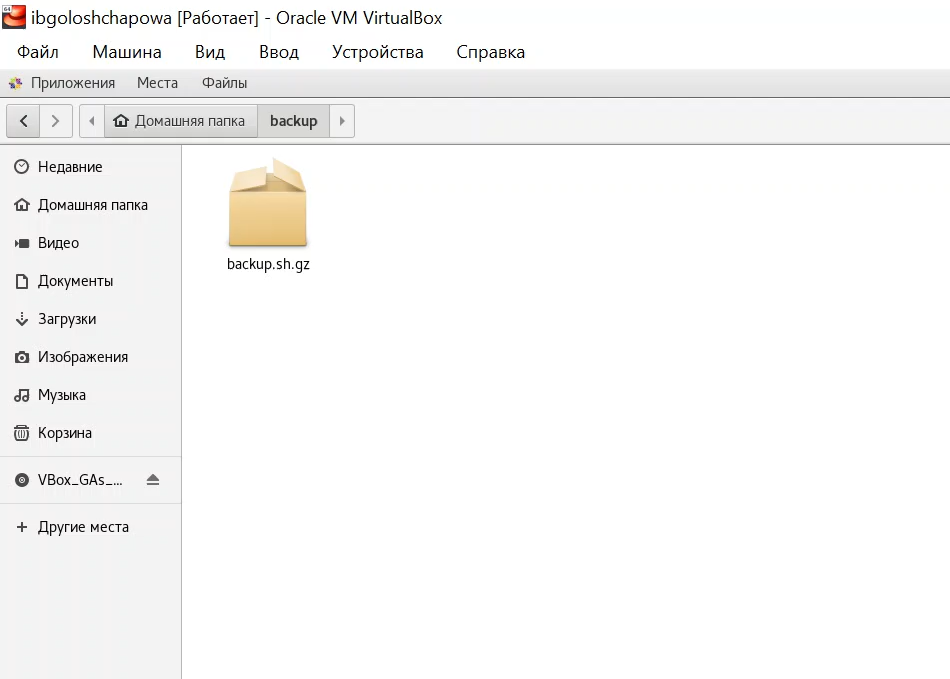 ibgoloshchapowa [Работает] - Oracle VM VirtualBox
Файл Машина Вид Ввод Устройства Справка
Приложения Места Файлы
Домашняя папка backup
Недавние
Домашняя папка
Видео
Документы
Загрузки
Изображения
Музыка
Корзина
VBox_GAs_...
Другие места
backup.sh.gz